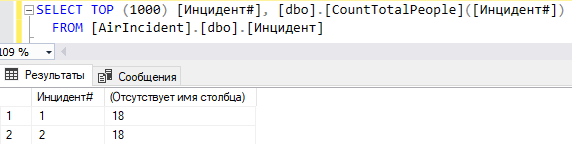 SELECT TOP (1000) [Инцидент#], [dbo].[CountTotalPeople]([Инцидент#])
FROM [AirIncident].[dbo].[Инцидент]
109 %
Результаты Сообщения
Инцидент# (Отсутствует имя столбца)
1 1 18
2 2 18